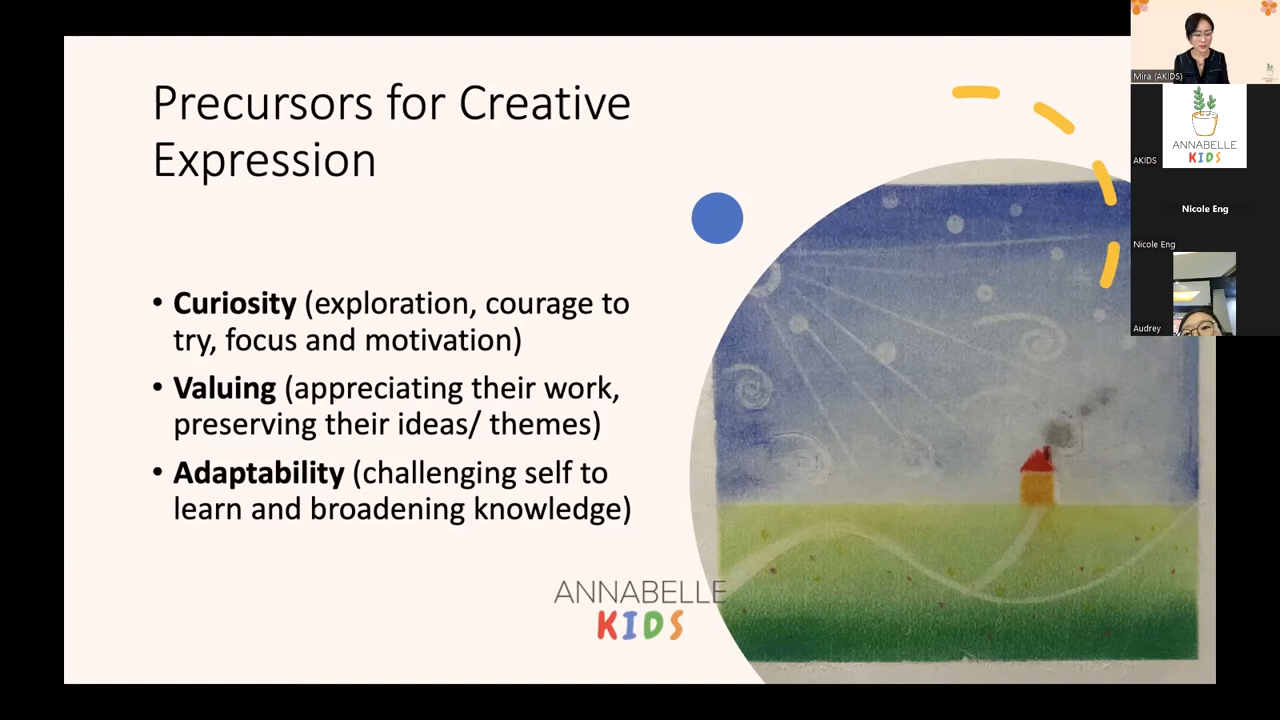 Precursors for Creative
Expression
• Curiosity (exploration, courage to
try, focus and motivation)
• Valuing (appreciating their work,
preserving their ideas/ themes)
• Adaptability (challenging self to
learn and broadening knowledge)
ANNABELLE
KIDS
Mira (AKIDS)
ANNABELLE
KIDS
AKIDS
Nicole Eng
Nicole Eng
Audrey